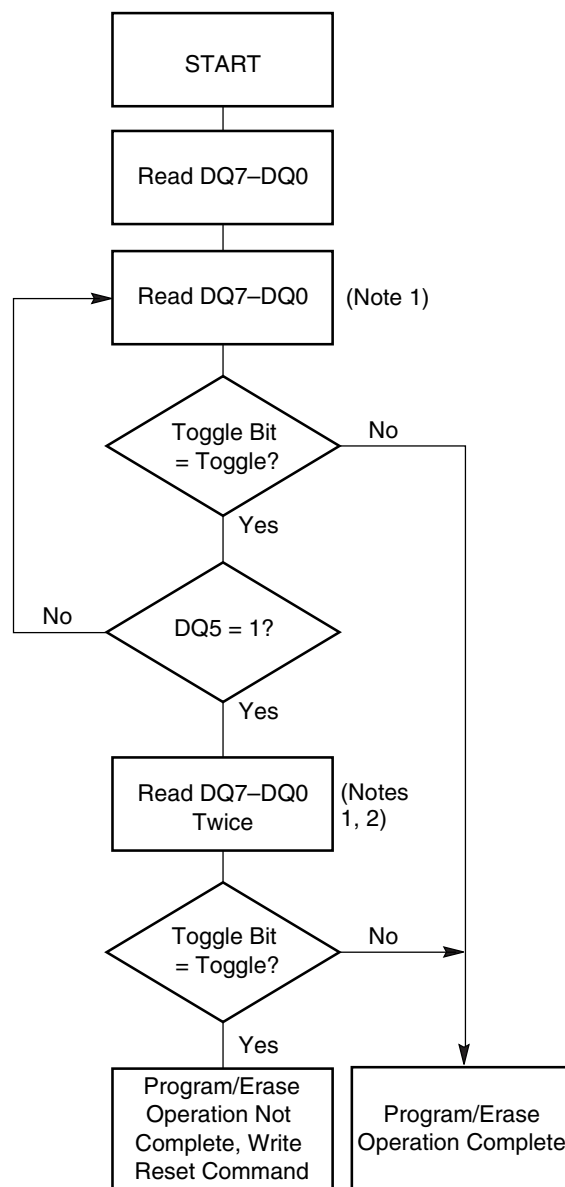 START
Read DQ7–DQ0
Read DQ7–DQ0
(Note 1)
Toggle Bit
= Toggle?
No
Yes
DQ5 = 1?
No
Yes
Read DQ7–DQ0
Twice
(Notes
1, 2)
Toggle Bit
= Toggle?
No
Yes
Program/Erase
Operation Not
Complete, Write
Reset Command
Program/Erase
Operation Complete